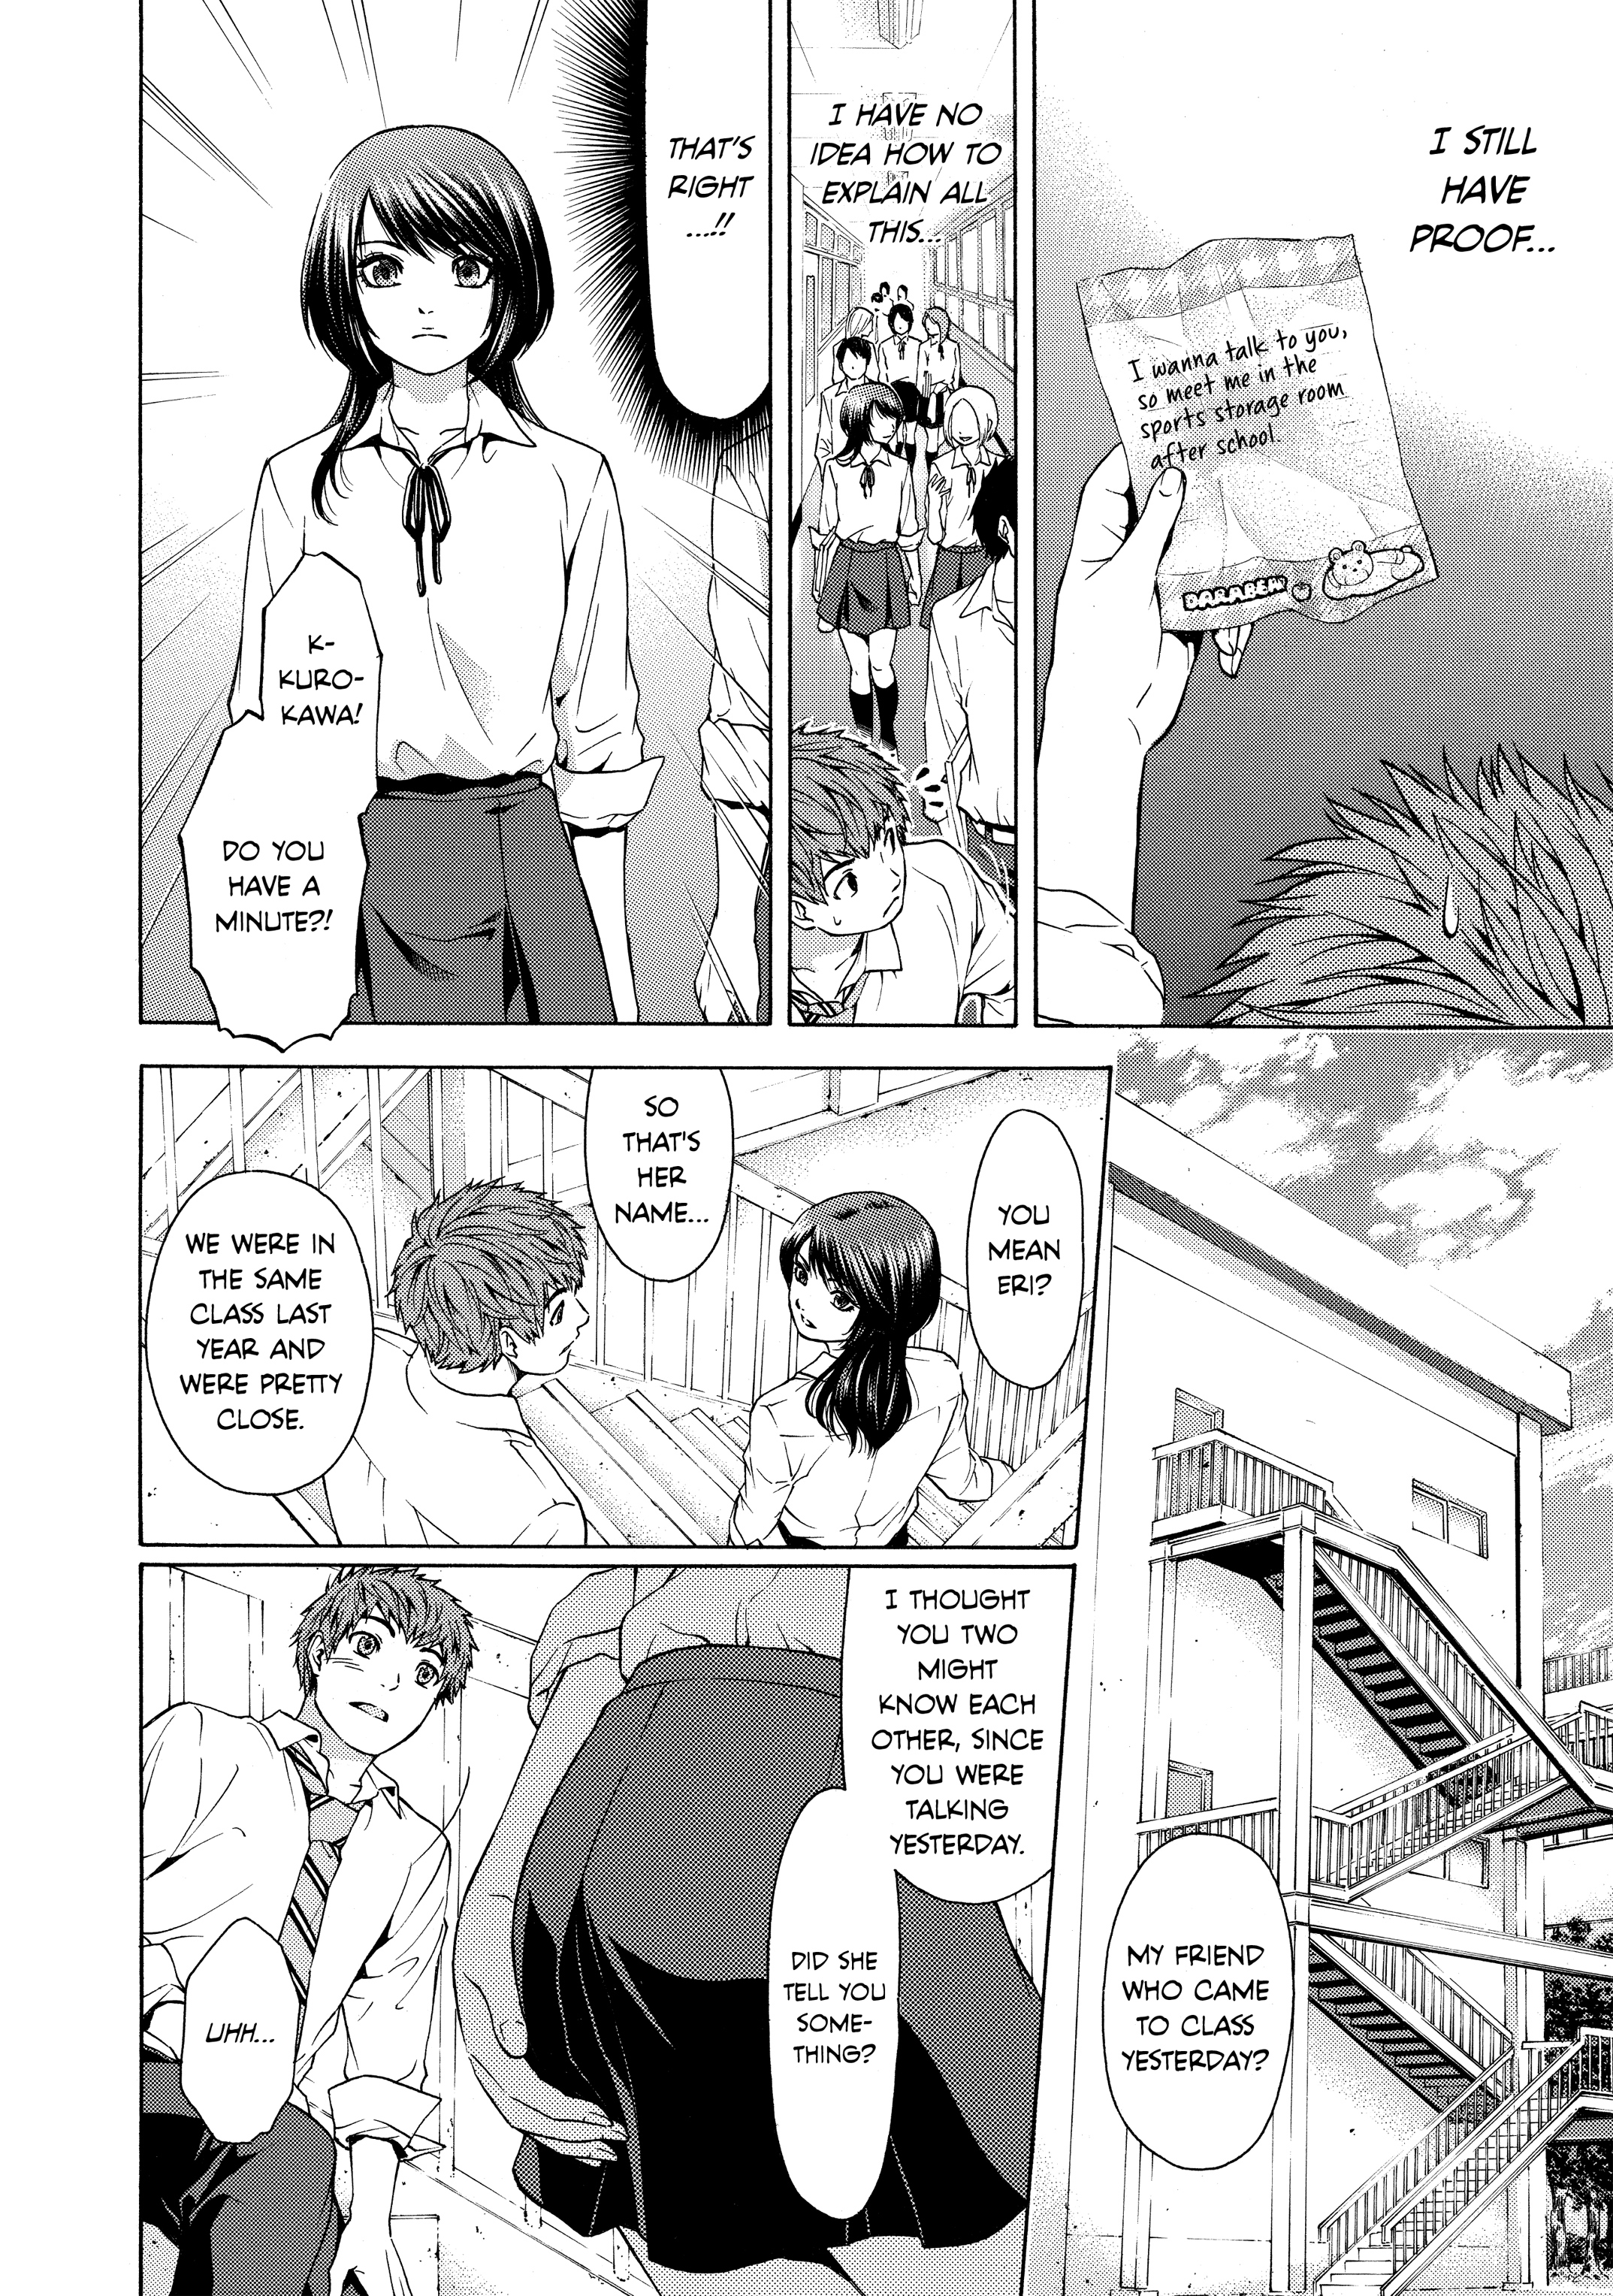 I STILL
HAVE
PROOF...
I wanna talk to you,
so meet me in the
sports storage room
after school.
DARABEAR
I HAVE NO
IDEA HOW TO
EXPLAIN ALL
THIS...
THAT'S
RIGHT
...!!
K-
KURO-
KAWA!
DO YOU
HAVE A
MINUTE?!
MY FRIEND
WHO CAME
TO CLASS
YESTERDAY?
YOU
MEAN
ERI?
SO
THAT'S
HER
NAME...
WE WERE IN
THE SAME
CLASS LAST
YEAR AND
WERE PRETTY
CLOSE.
I THOUGHT
YOU TWO
MIGHT
KNOW EACH
OTHER, SINCE
YOU WERE
TALKING
YESTERDAY.
DID SHE
TELL YOU
SOME-
THING?
UHH...